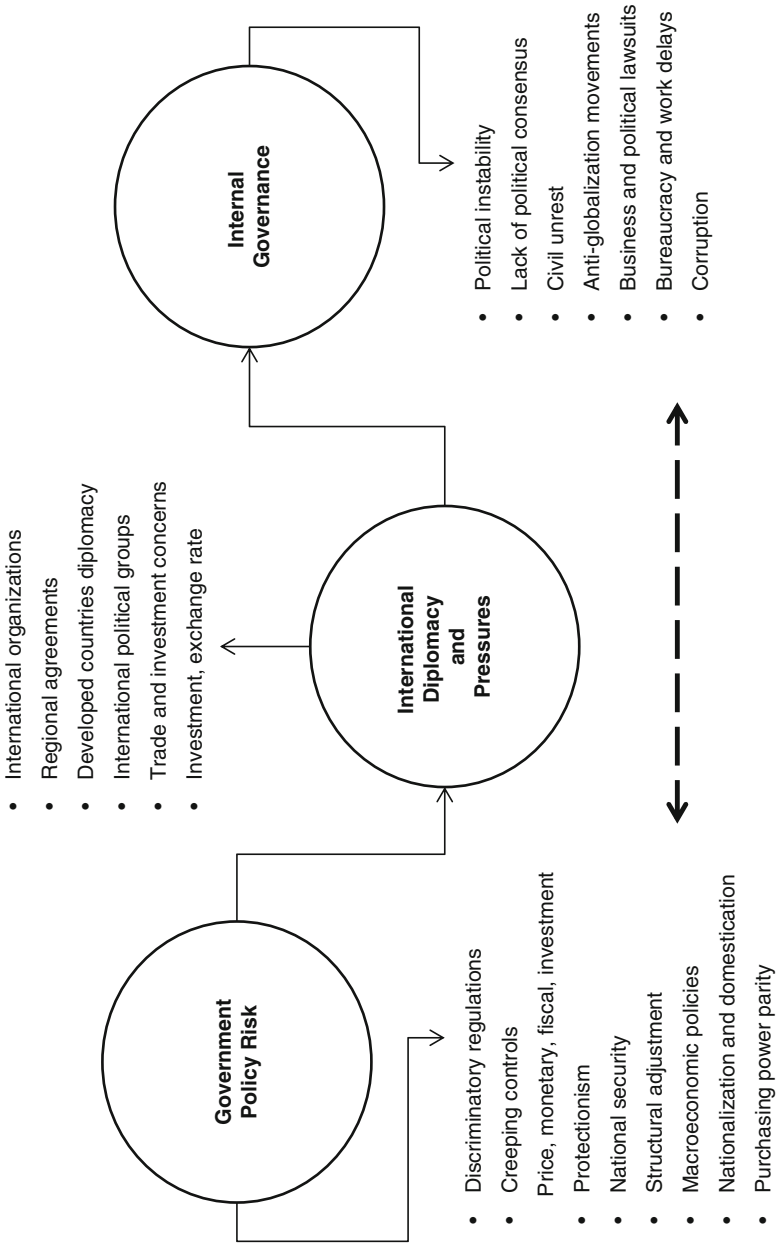 Government
Policy Risk
• Discriminatory regulations
• Creeping controls
Price, monetary, fiscal, investment
• Protectionism
• National security
• Structural adjustment
• Macroeconomic policies
• Nationalization and domestication
• Purchasing power parity
• International organizations
• Regional agreements
• Developed countries diplomacy
• International political groups
• Trade and investment concerns
• Investment, exchange rate
International
Diplomacy
and
Pressures
Internal
Governance
• Political instability
• Lack of political consensus
• Civil unrest
• Anti-globalization movements
• Business and political lawsuits
• Bureaucracy and work delays
• Corruption